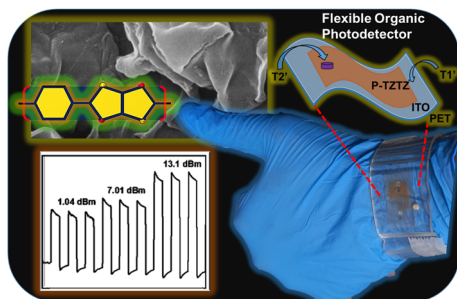 Flexible Organic
Photodetector
T2'
T1'
P-TZTZ
ITO
PET
13.1 dBm
7.01 dBm
1.04 dBm